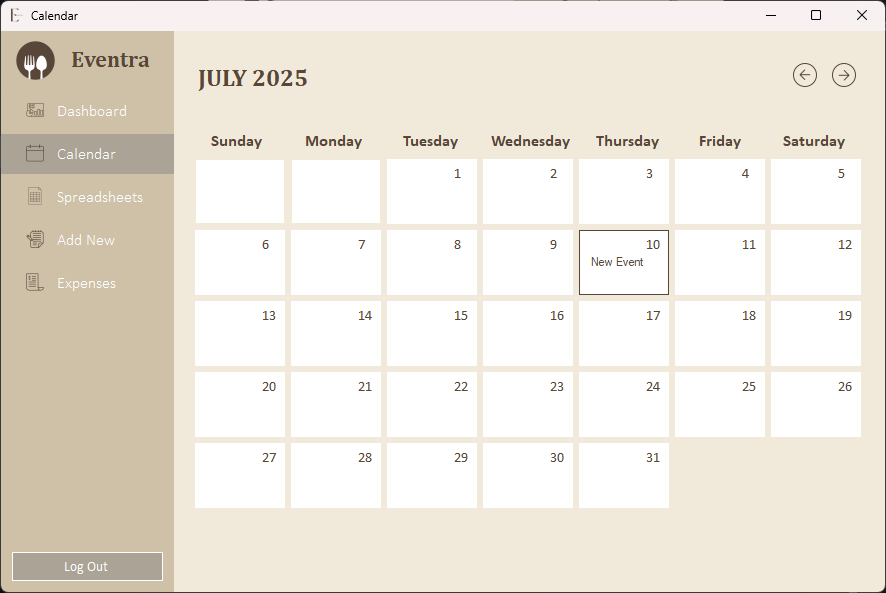 Calendar
Eventra
Dashboard
Calendar
Spreadsheets
Add New
Expenses
Log Out
JULY 2025
Sunday Monday Tuesday Wednesday Thursday Friday Saturday
1 2 3 4 5
6 7 8 9 10 11 12
New Event
13 14 15 16 17 18 19
20 21 22 23 24 25 26
27 28 29 30 31